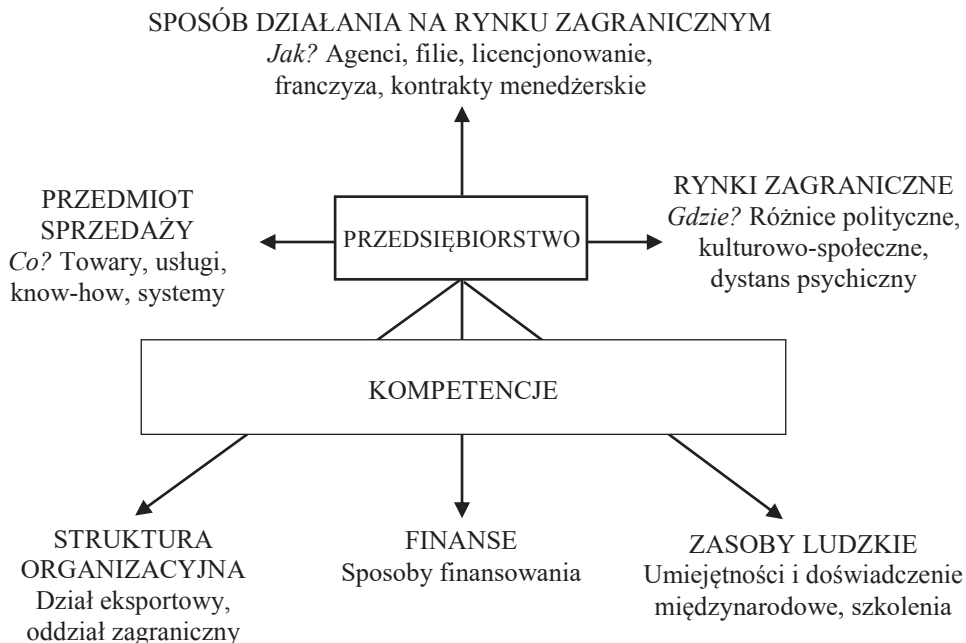 SPOSÓB DZIAŁANIA NA RYNKU ZAGRANICZNYM
Jak? Agenci, filie, licencjonowanie,
franczyza, kontrakty menedżerskie
PRZEDMIOT
SPRZEDAŻY
Co? Towary, usługi,
know-how, systemy
PRZEDSIĘBIORSTWO
RYNKI ZAGRANICZNE
Gdzie? Różnice polityczne,
kulturowo-społeczne,
dystans psychiczny
KOMPETENCJE
STRUKTURA
ORGANIZACYJNA
Dział eksportowy,
oddział zagraniczny
FINANSE
Sposoby finansowania
ZASOBY LUDZKIE
Umiejętności i doświadczenie
międzynarodowe, szkolenia